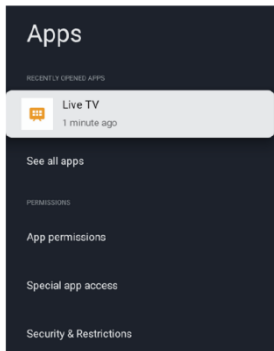 Apps
RECENTLY OPENED APPS
Live TV
1 minute ago
See all apps
PERMISSIONS
App permissions
Special app access
Security & Restrictions